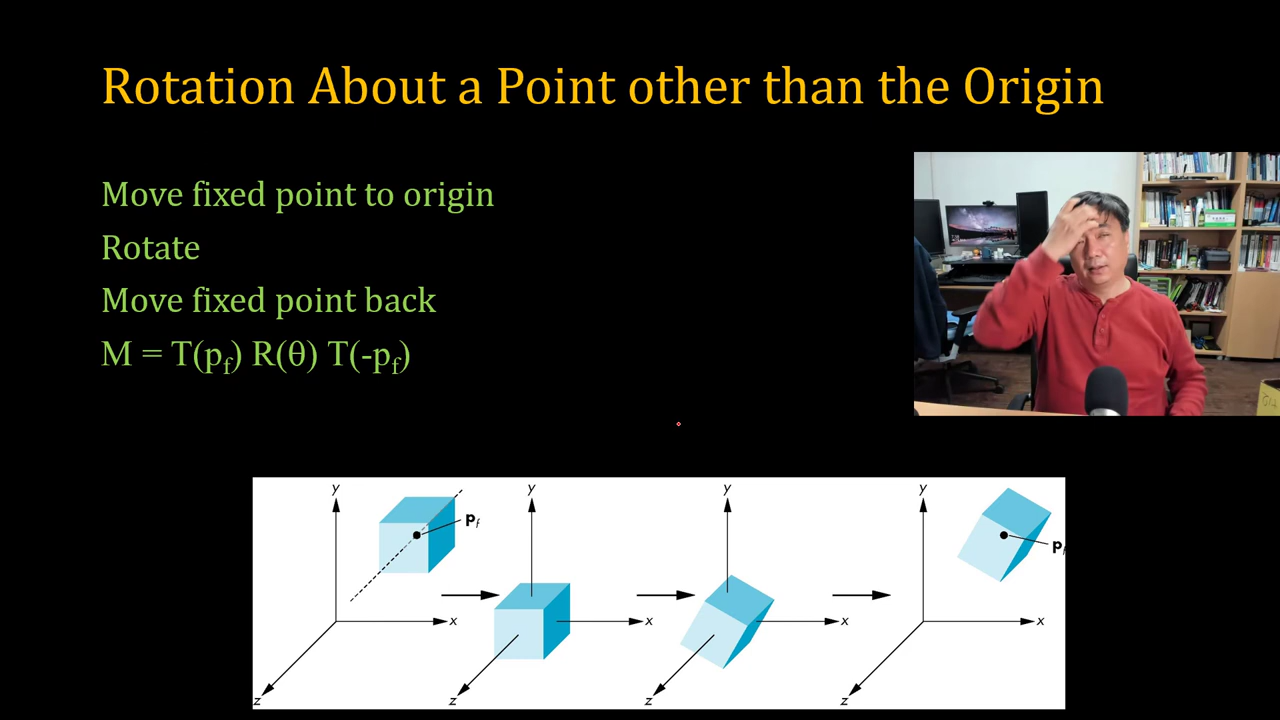 Rotation About a Point other than the Origin
Move fixed point to origin
Rotate
Move fixed point back
M = T(pf) R(θ) T(-pf)
y
y
y
y
pf
p
x
x
x
x
z
z
z
z